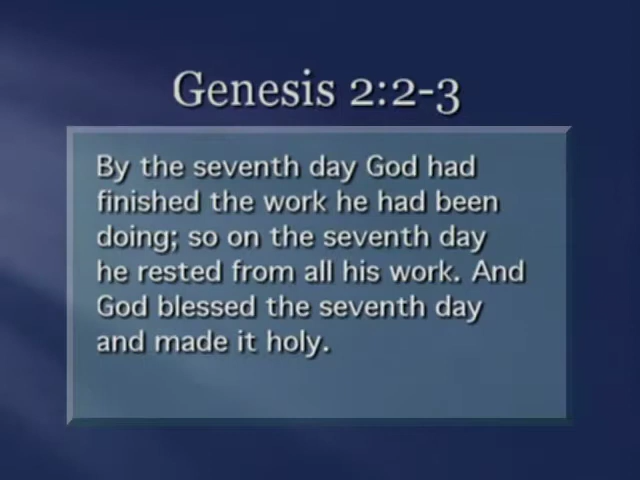 Genesis 2:2-3
By the seventh day God had
finished the work he had been
doing; so on the seventh day
he rested from all his work. And
God blessed the seventh day
and made it holy.